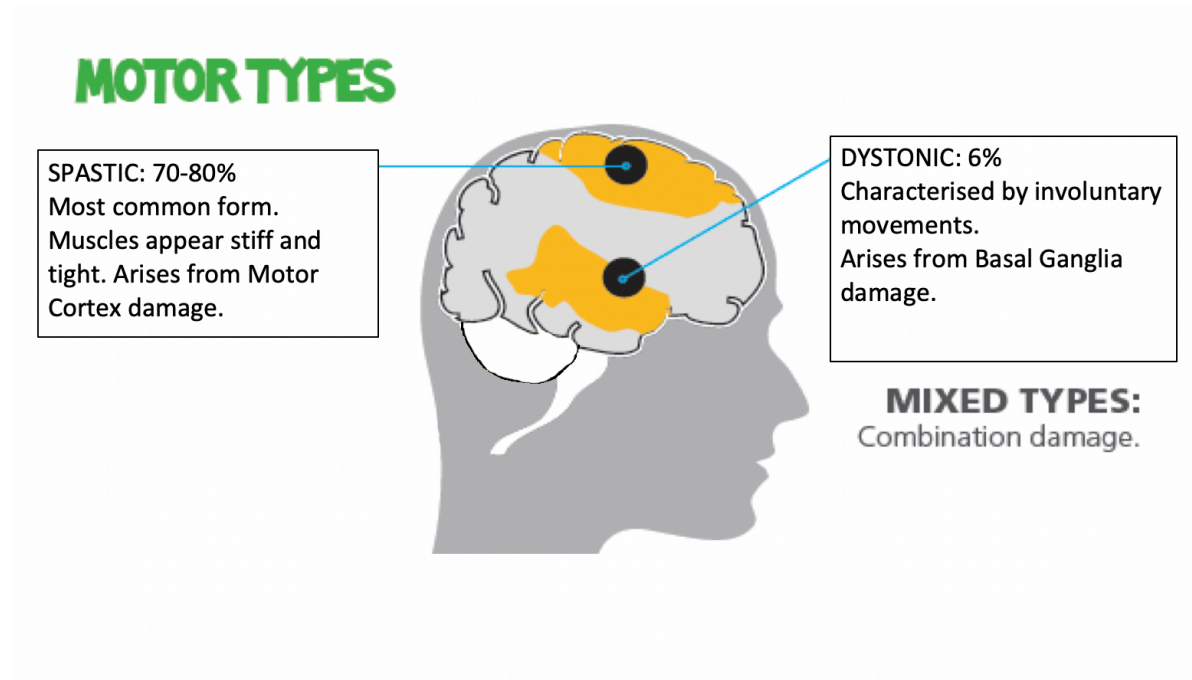 MOTOR TYPES
SPASTIC: 70-80%
Most common form.
Muscles appear stiff and
tight. Arises from Motor
Cortex damage.
DYSTONIC: 6%
Characterised by involuntary
movements.
Arises from Basal Ganglia
damage.
MIXED TYPES:
Combination damage.